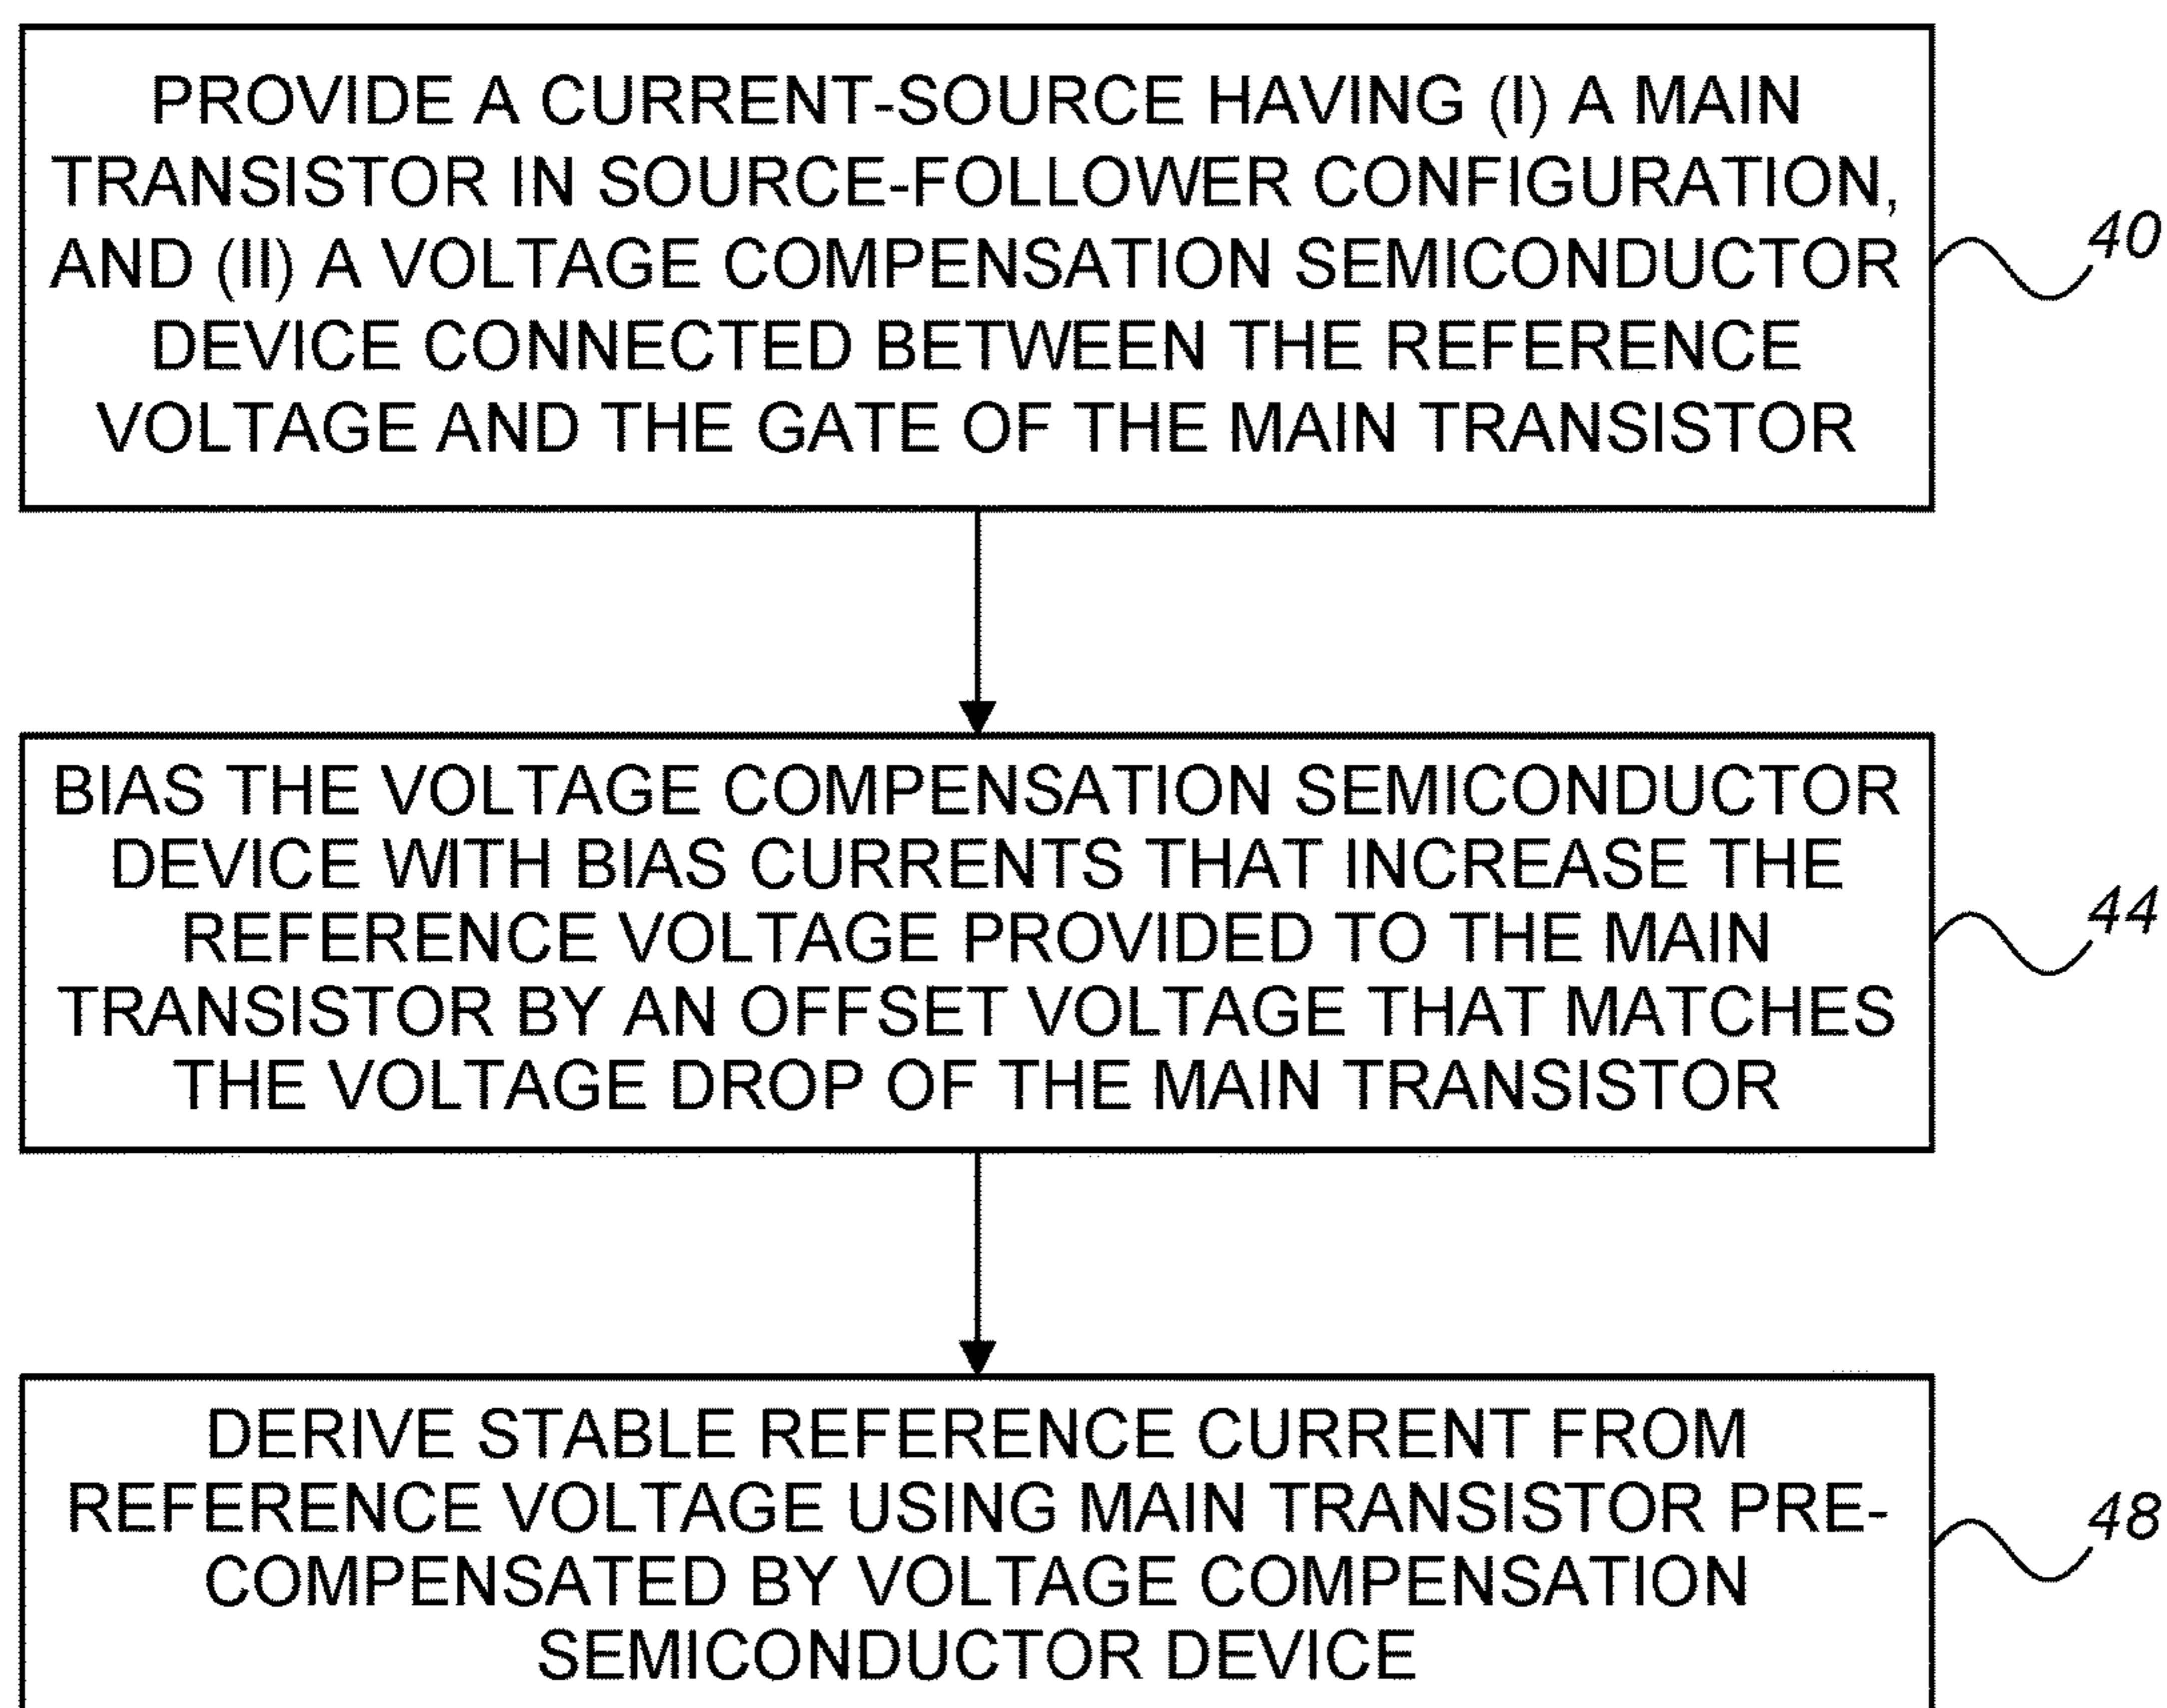 PROVIDE A CURRENT-SOURCE HAVING (I) A MAIN
TRANSISTOR IN SOURCE-FOLLOWER CONFIGURATION,
AND (II) A VOLTAGE COMPENSATION SEMICONDUCTOR
DEVICE CONNECTED BETWEEN THE REFERENCE
VOLTAGE AND THE GATE OF THE MAIN TRANSISTOR
40
BIAS THE VOLTAGE COMPENSATION SEMICONDUCTOR
DEVICE WITH BIAS CURRENTS THAT INCREASE THE
REFERENCE VOLTAGE PROVIDED TO THE MAIN
TRANSISTOR BY AN OFFSET VOLTAGE THAT MATCHES
THE VOLTAGE DROP OF THE MAIN TRANSISTOR
44
DERIVE STABLE REFERENCE CURRENT FROM
REFERENCE VOLTAGE USING MAIN TRANSISTOR PRE-
COMPENSATED BY VOLTAGE COMPENSATION
SEMICONDUCTOR DEVICE
48